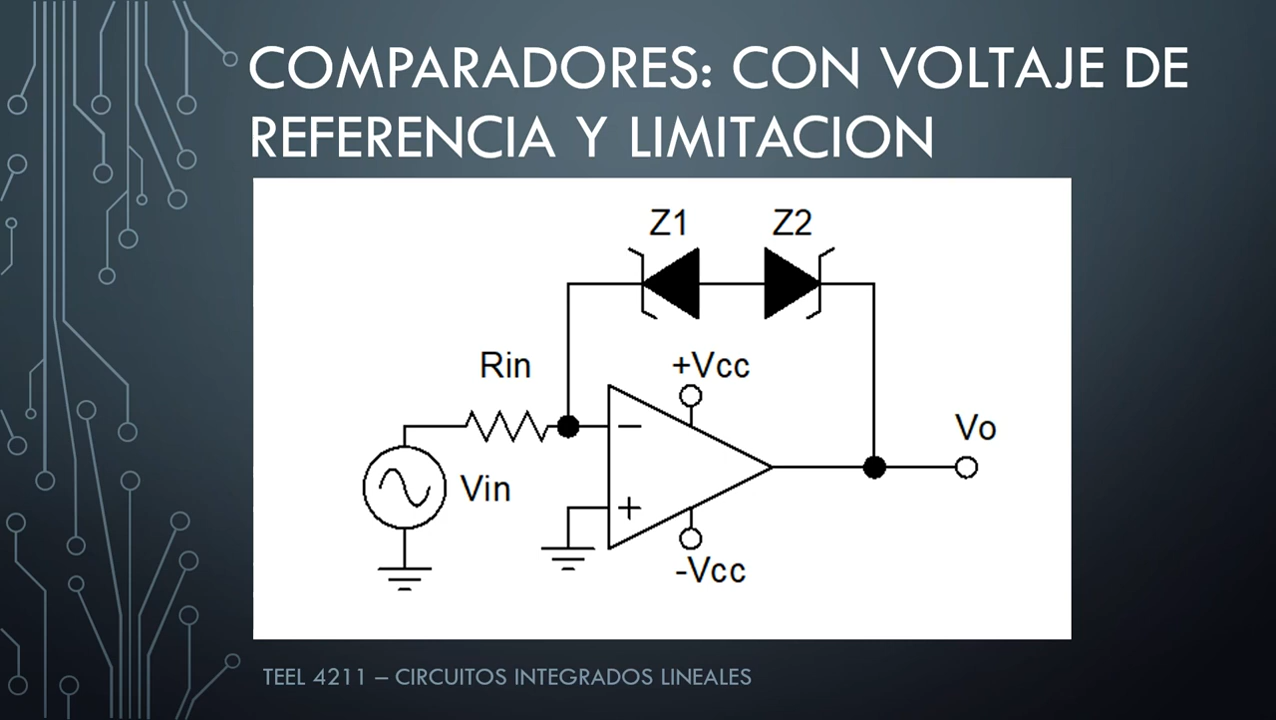 COMPARADORES: CON VOLTAJE DE
REFERENCIA Y LIMITACION
Z1 Z2
Rin +Vcc
Vo
Vin
-Vcc
TEEL 4211 – CIRCUITOS INTEGRADOS LINEALES